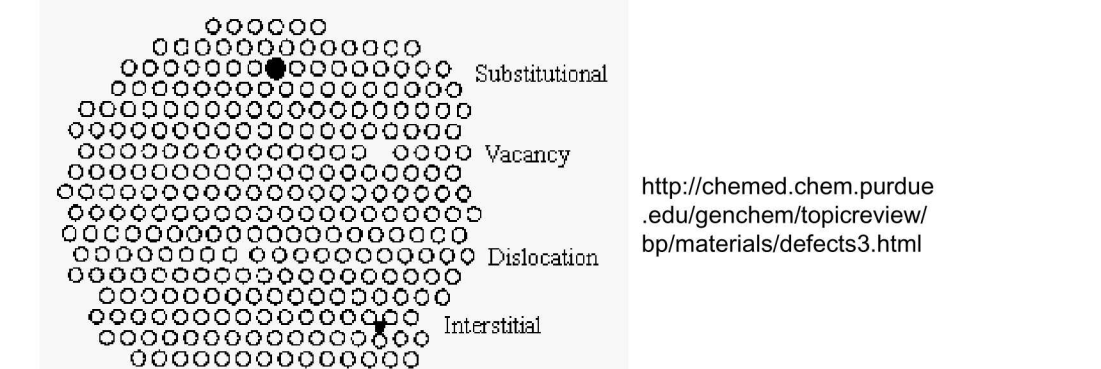 Substitutional
Vacancy
http://chemed.chem.purdue
.edu/genchem/topicreview/
bp/materials/defects3.html
Dislocation
Interstitial